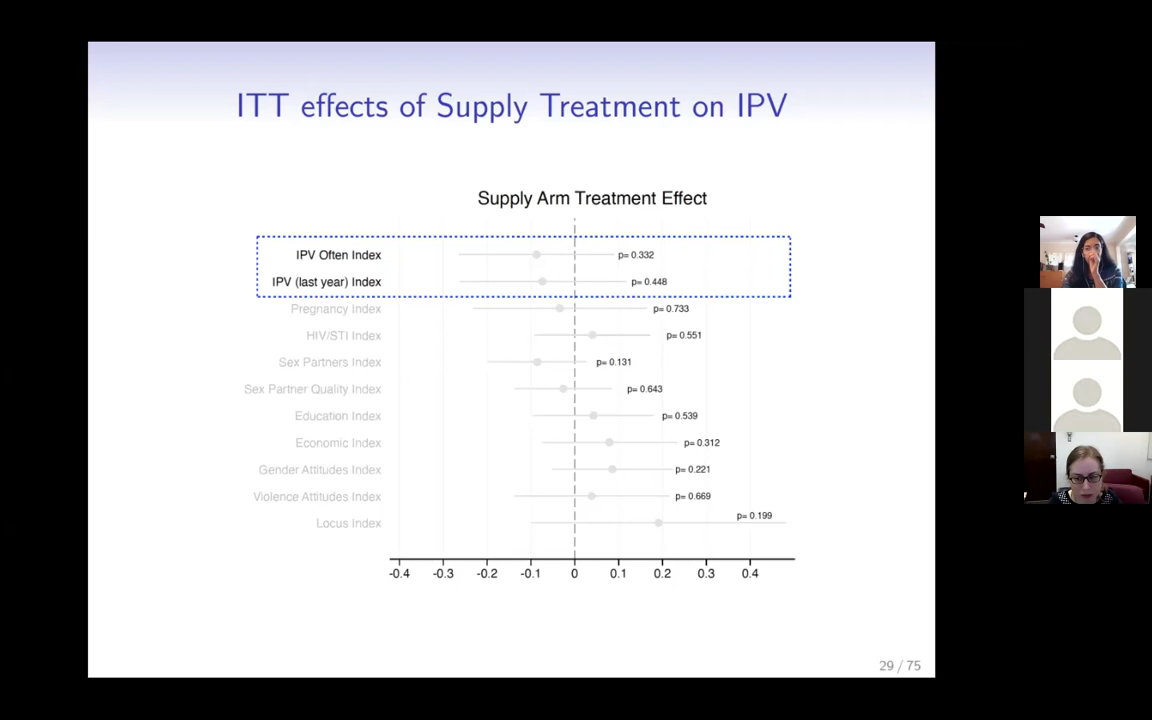 ITT effects of Supply Treatment on IPV
Supply Arm Treatment Effect
IPV Often Index p= 0.332
IPV (last year) Index p= 0.448
Pregnancy Index p= 0.733
HIV/STI Index p= 0.551
Sex Partners Index p= 0.131
Sex Partner Quality Index p= 0.643
Education Index p= 0.539
Economic Index p= 0.312
Gender Attitudes Index p= 0.221
Violence Attitudes Index p= 0.669
Locus Index p= 0.199
-0.4 -0.3 -0.2 -0.1 0 0.1 0.2 0.3 0.4
29 / 75